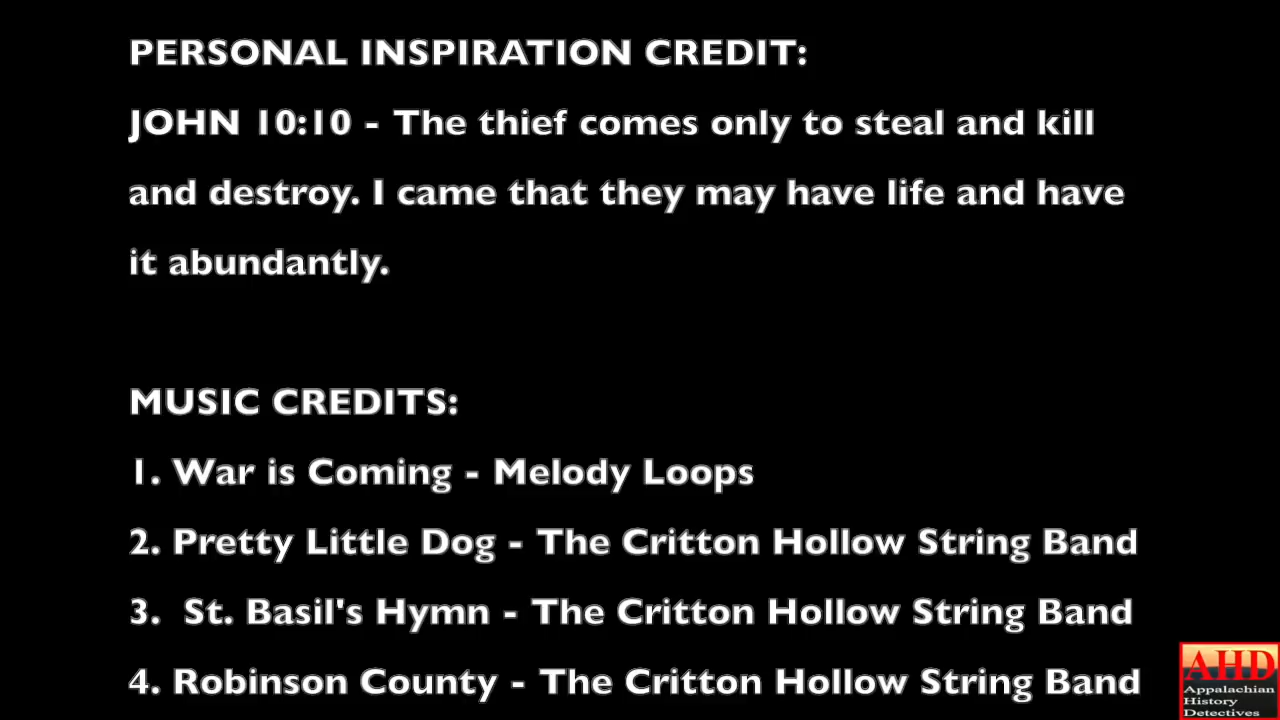 PERSONAL INSPIRATION CREDIT:
JOHN 10:10 - The thief comes only to steal and kill
and destroy. I came that they may have life and have
it abundantly.
MUSIC CREDITS:
1. War is Coming - Melody Loops
2. Pretty Little Dog - The Critton Hollow String Band
3.  St. Basil's Hymn - The Critton Hollow String Band
4. Robinson County - The Critton Hollow String Band
AHD
Appalachian
History
Detectives